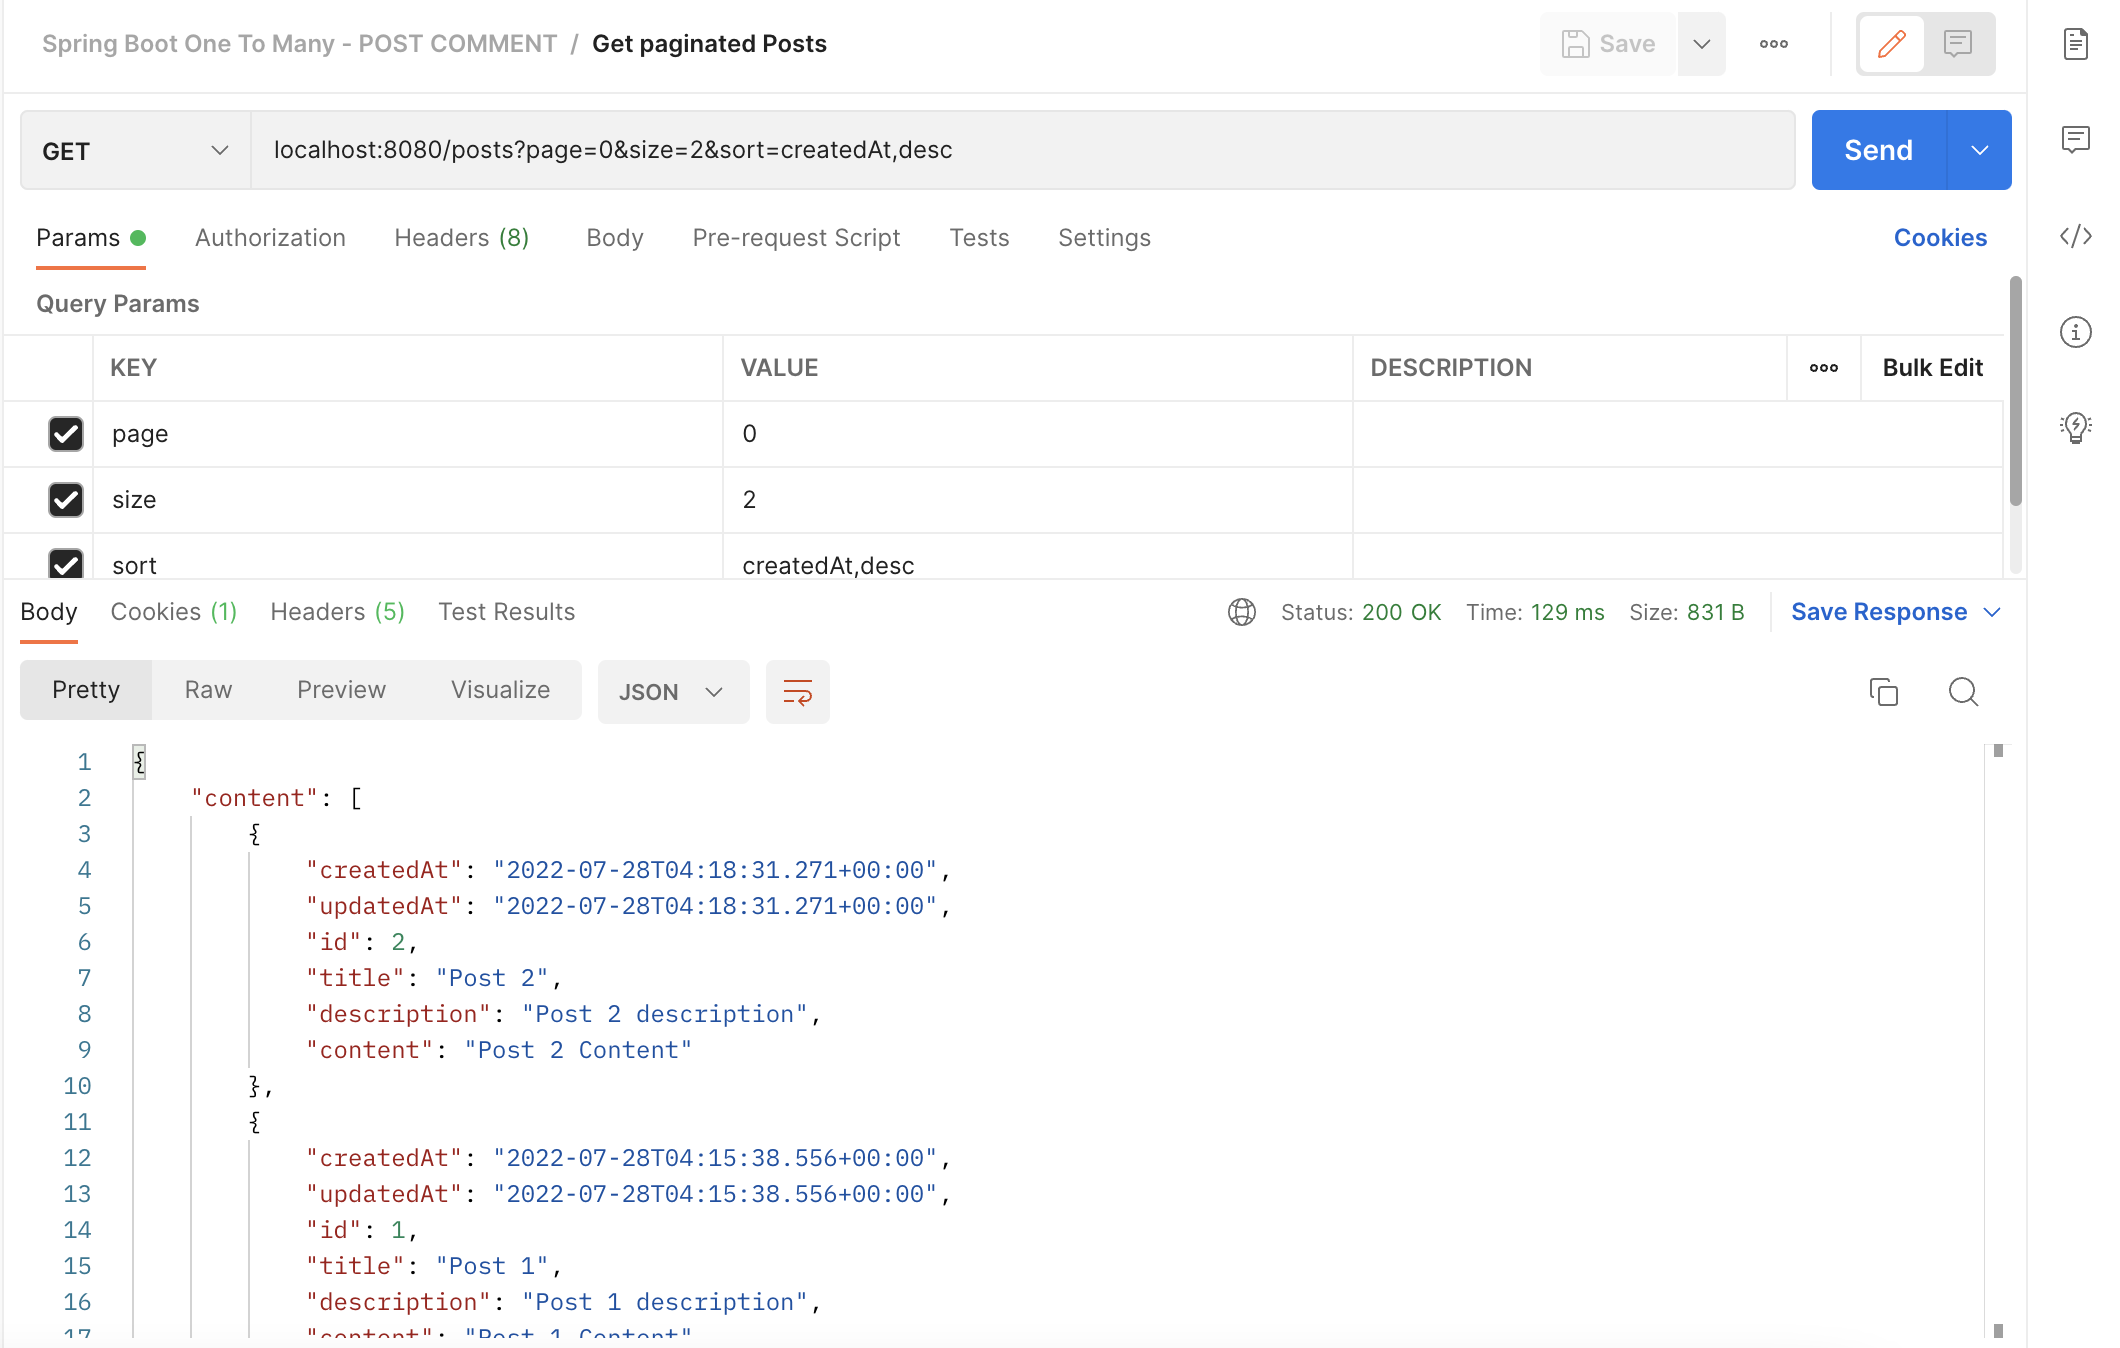 Spring Boot One To Many - POST COMMENT / Get paginated Posts
Save
GET
localhost:8080/posts?page=0&size=2&sort=createdAt,desc
Send
Params Authorization Headers (8) Body Pre-request Script Tests Settings Cookies
Query Params
KEY VALUE DESCRIPTION Bulk Edit
page 0
size 2
sort createdAt,desc
Body Cookies (1) Headers (5) Test Results Status: 200 OK Time: 129 ms Size: 831 B Save Response
Pretty Raw Preview Visualize JSON
1 {
2 "content": [
3 {
4 "createdAt": "2022-07-28T04:18:31.271+00:00",
5 "updatedAt": "2022-07-28T04:18:31.271+00:00",
6 "id": 2,
7 "title": "Post 2",
8 "description": "Post 2 description",
9 "content": "Post 2 Content"
10 },
11 {
12 "createdAt": "2022-07-28T04:15:38.556+00:00",
13 "updatedAt": "2022-07-28T04:15:38.556+00:00",
14 "id": 1,
15 "title": "Post 1",
16 "description": "Post 1 description",
17 "content": "Post 1 Content"